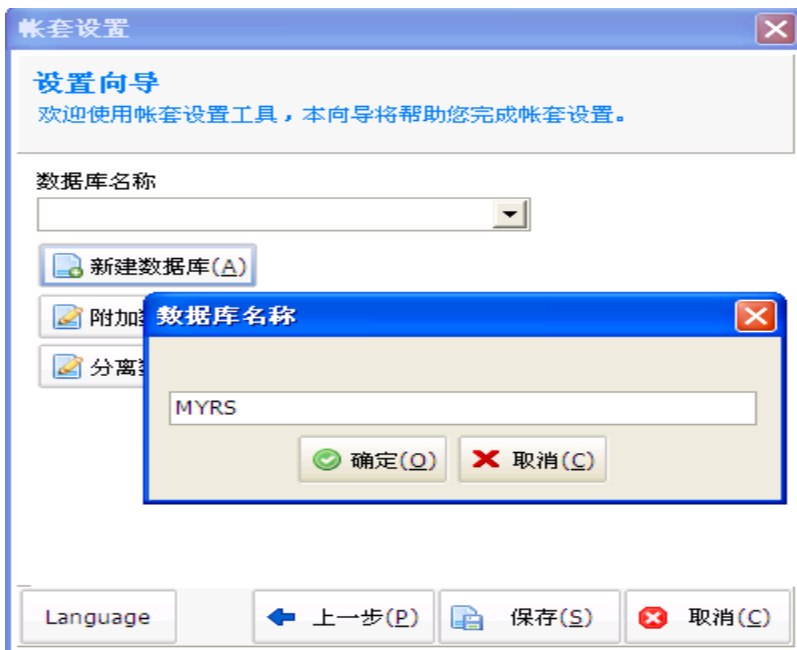 帐套设置
设置向导
欢迎使用帐套设置工具，本向导将帮助您完成帐套设置。
数据库名称
新建数据库(A)
附加
数据库名称
分离
MYRS
确定(O)
取消(C)
Language
上一步(P)
保存(S)
取消(C)